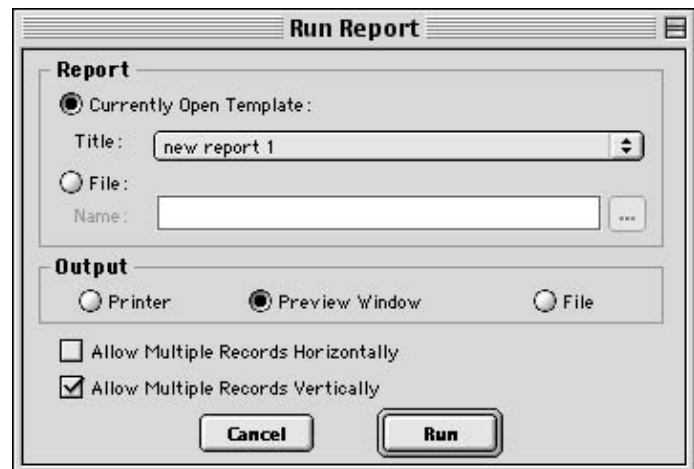 Run Report
Report
Currently Open Template:
Title: new report 1
File:
Name: ...
Output
Printer Preview Window File
Allow Multiple Records Horizontally
Allow Multiple Records Vertically
Cancel Run